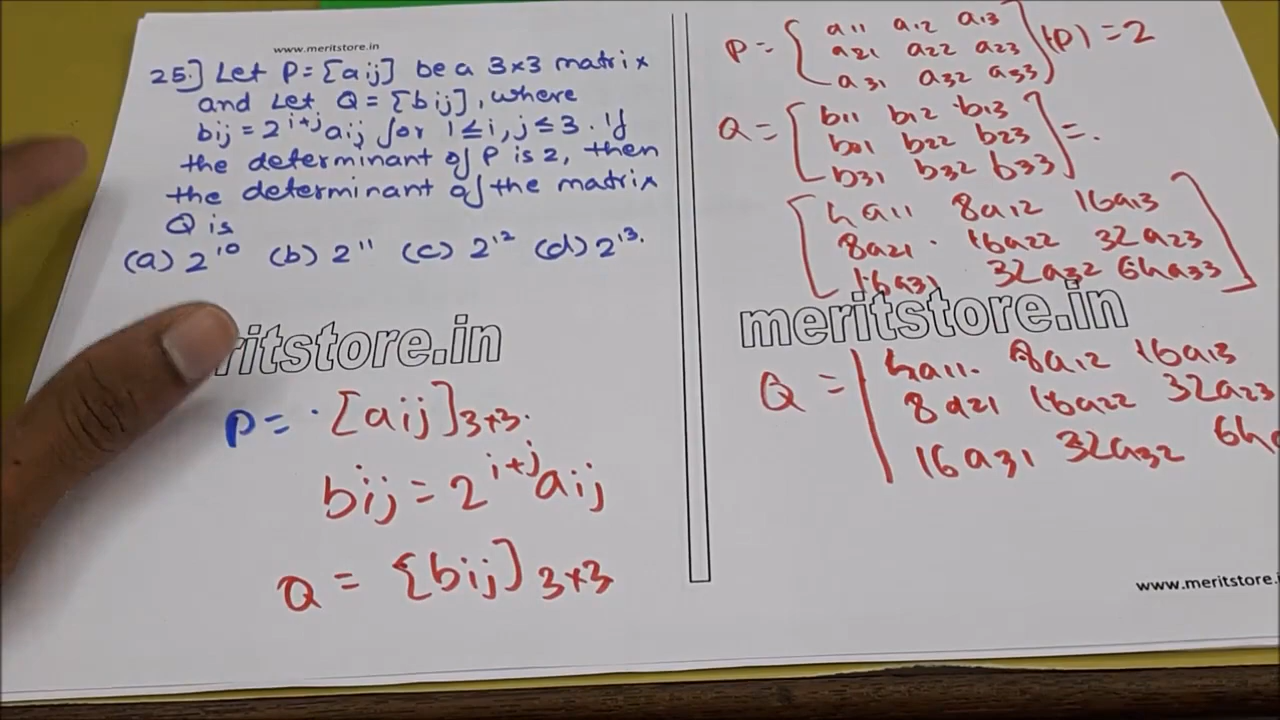 www.meritstore.in
25.] Let P=[aij] be a 3×3 matrix
and Let Q=[bij], where
bij = 2^i+j aij for 1≤i,j≤3. If
the determinant of P is 2, then
the determinant of the matrix
Q is
(a) 2^10 (b) 2^11 (c) 2^12 (d) 2^13.
ritstore.in
P= [aij]3×3.
bij = 2^i+j aij
Q = [bij]3×3
P= [a11 a12 a13
a21 a22 a23
a31 a32 a33] |P|=2
Q= [b11 b12 b13
b22 b23
b31 b32 b33] =.
[4a11 8a12 16a13
8a21 16a22 32a23
16a31 32a32 64a33]
meritstore.in
Q = |4a11 8a12 16a13
8a21 16a22 32a23
16a31 32a32
www.meritstore.i